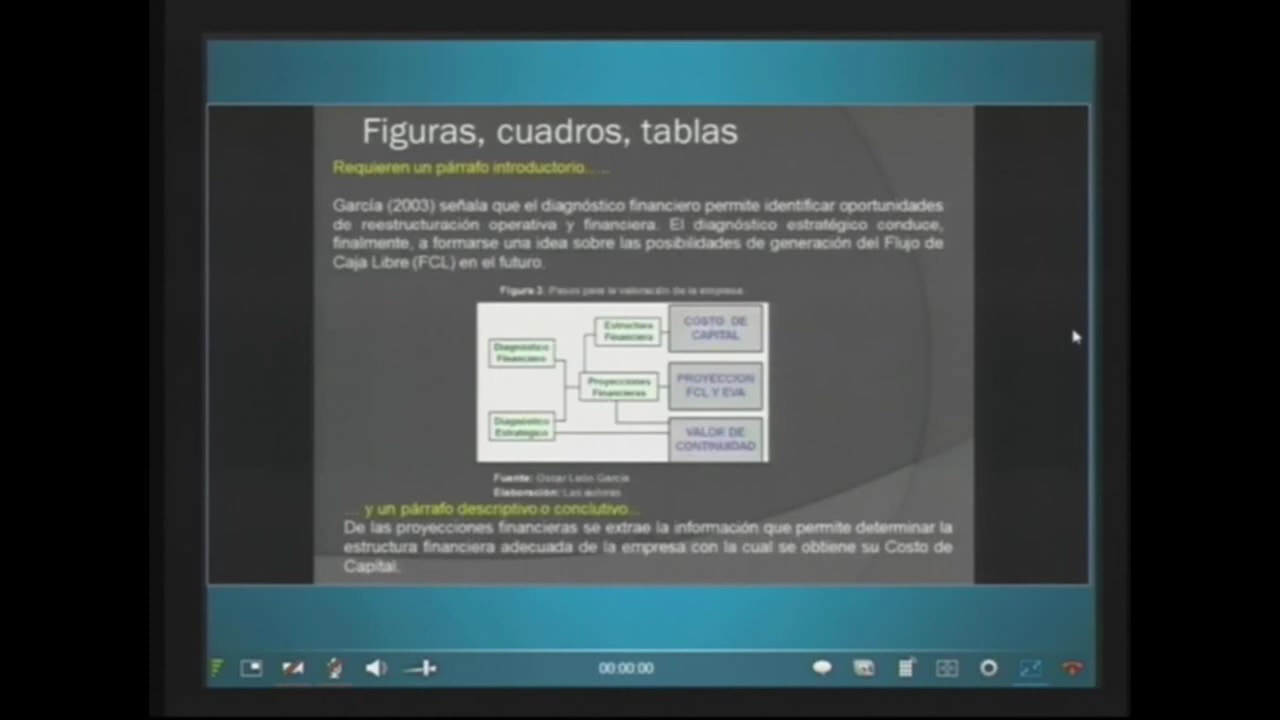 Figuras, cuadros, tablas
Requieren un párrafo introductorio.....
García (2003) señala que el diagnóstico financiero permite identificar oportunidades
de reestructuración operativa y financiera. El diagnóstico estratégico conduce,
finalmente, a formarse una idea sobre las posibilidades de generación del Flujo de
Caja Libre (FCL) en el futuro.
Figura 3. Pasos para la valoración de la empresa.
Estructura
Financiera
COSTO DE
CAPITAL
Diagnóstico
Financiero
Proyecciones
Financieras
PROYECCION
FCL Y EVA
Diagnóstico
Estratégico
VALOR DE
CONTINUIDAD
Fuente: Oscar León García
Elaboración: Las autoras
... y un párrafo descriptivo o conclutivo...
De las proyecciones financieras se extrae la información que permite determinar la
estructura financiera adecuada de la empresa con la cual se obtiene su Costo de
Capital.
00:00:00